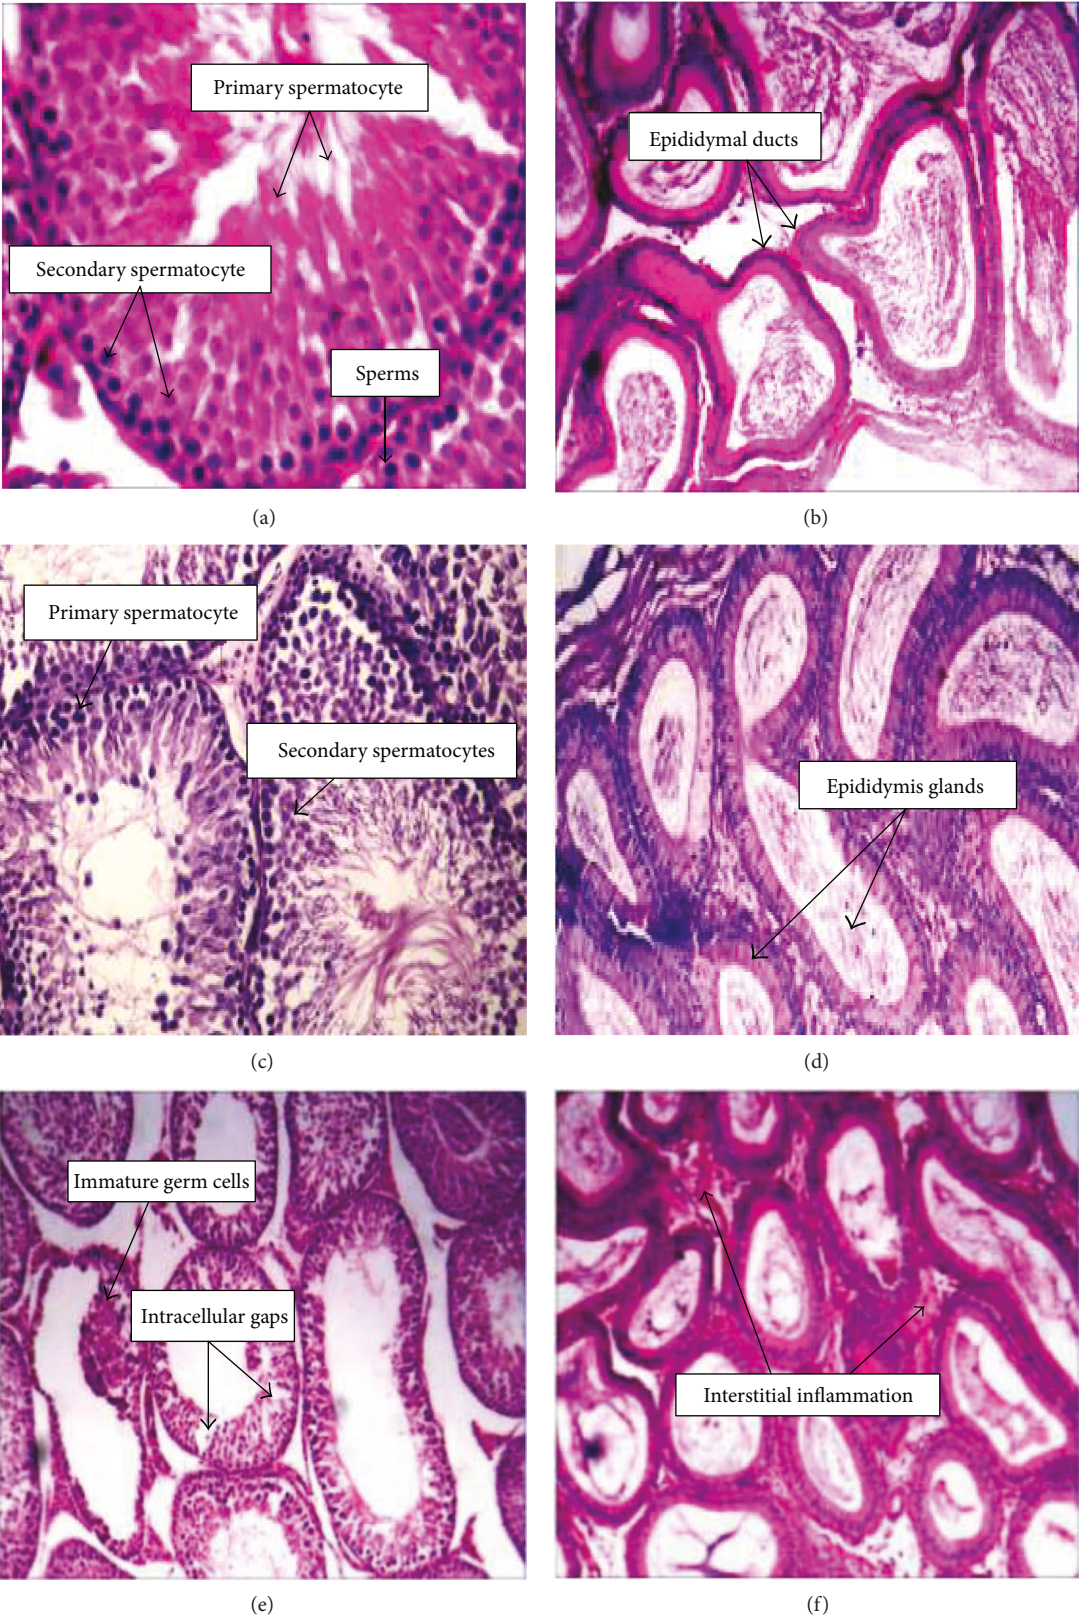 Primary spermatocyte
Secondary spermatocyte
Sperms
(a)
Epididymal ducts
(b)
Primary spermatocyte
Secondary spermatocytes
(c)
Epididymis glands
(d)
Immature germ cells
Intracellular gaps
(e)
Interstitial inflammation
(f)